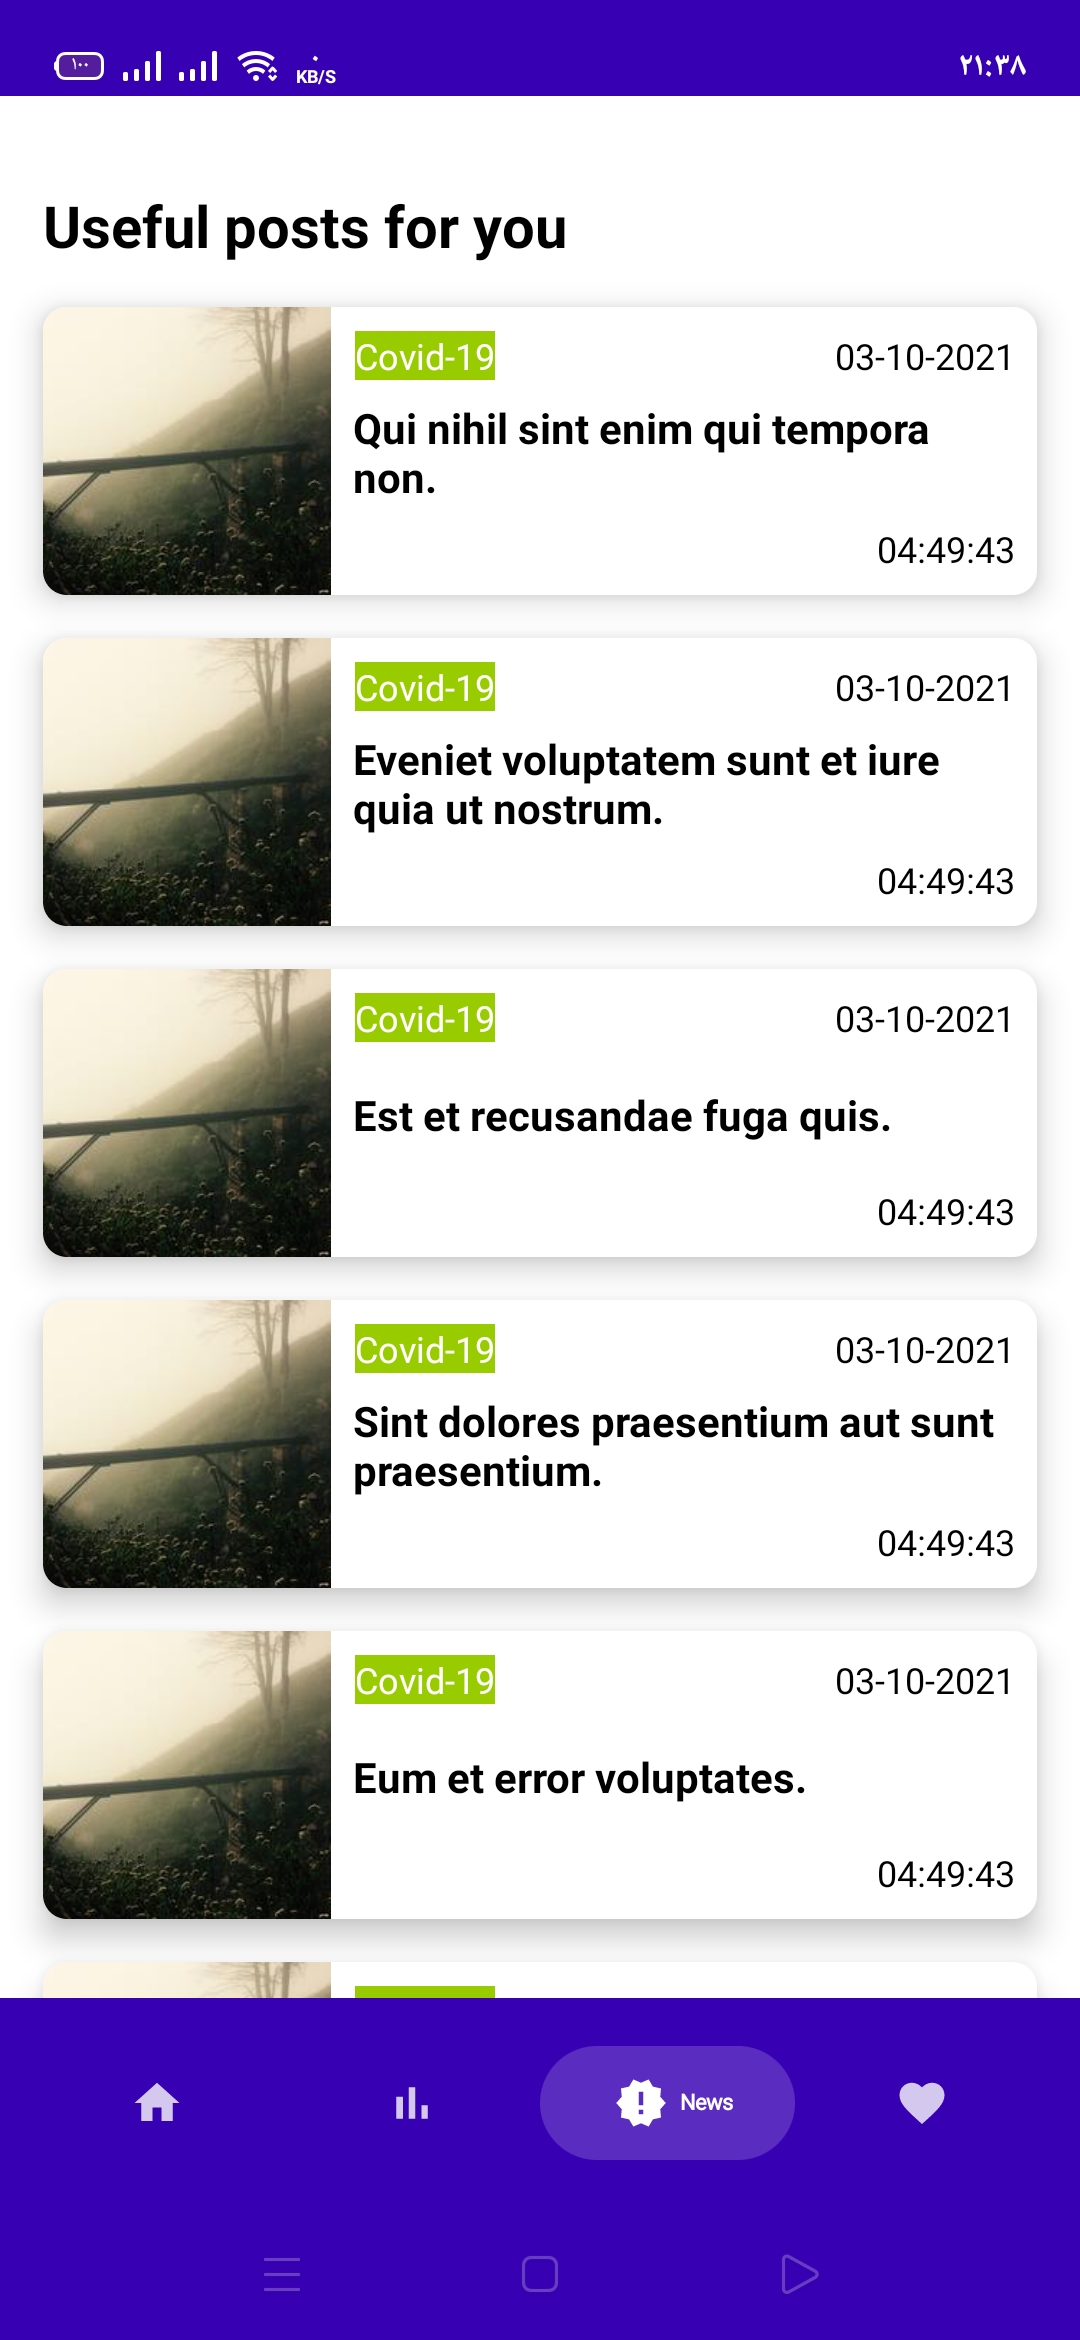 ١٠٠
٠
KB/S
٢١:٣٨
Useful posts for you
Covid-19
03-10-2021
Qui nihil sint enim qui tempora
non.
04:49:43
Covid-19
03-10-2021
Eveniet voluptatem sunt et iure
quia ut nostrum.
04:49:43
Covid-19
03-10-2021
Est et recusandae fuga quis.
04:49:43
Covid-19
03-10-2021
Sint dolores praesentium aut sunt
praesentium.
04:49:43
Covid-19
03-10-2021
Eum et error voluptates.
04:49:43
News